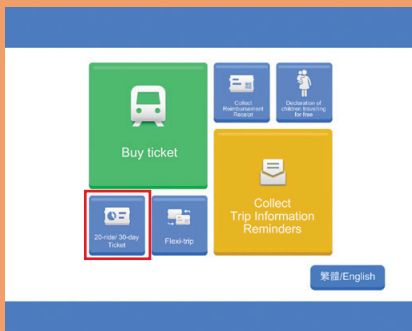 Buy ticket
Collect
Reimbursement
Receipt
Declaration of
children traveling
for free
20-ride/ 30-day
Ticket
Flexi-trip
Collect
Trip Information
Reminders
繁體/English